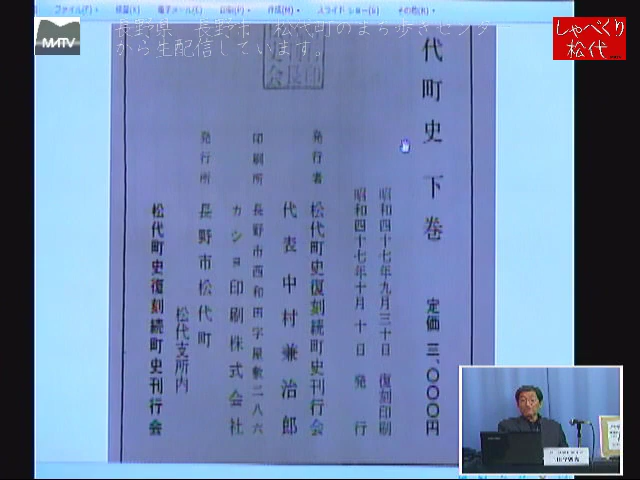 長野県　長野市　松代町のまち歩きセンター
から生配信しています。
MATV
しゃべくり
松代
代町史　下巻
定価 三、〇〇〇円
昭和四十七年九月三十日　復刻印刷
昭和四十七年十月十日　発行
発行者　松代町史復刻続町史刊行会
代表　中村兼治郎
印刷所　長野市西和田字屋敷二八六
カショ印刷株式会社
発行所　長野市松代町
松代支所内
松代町史復刻続町史刊行会